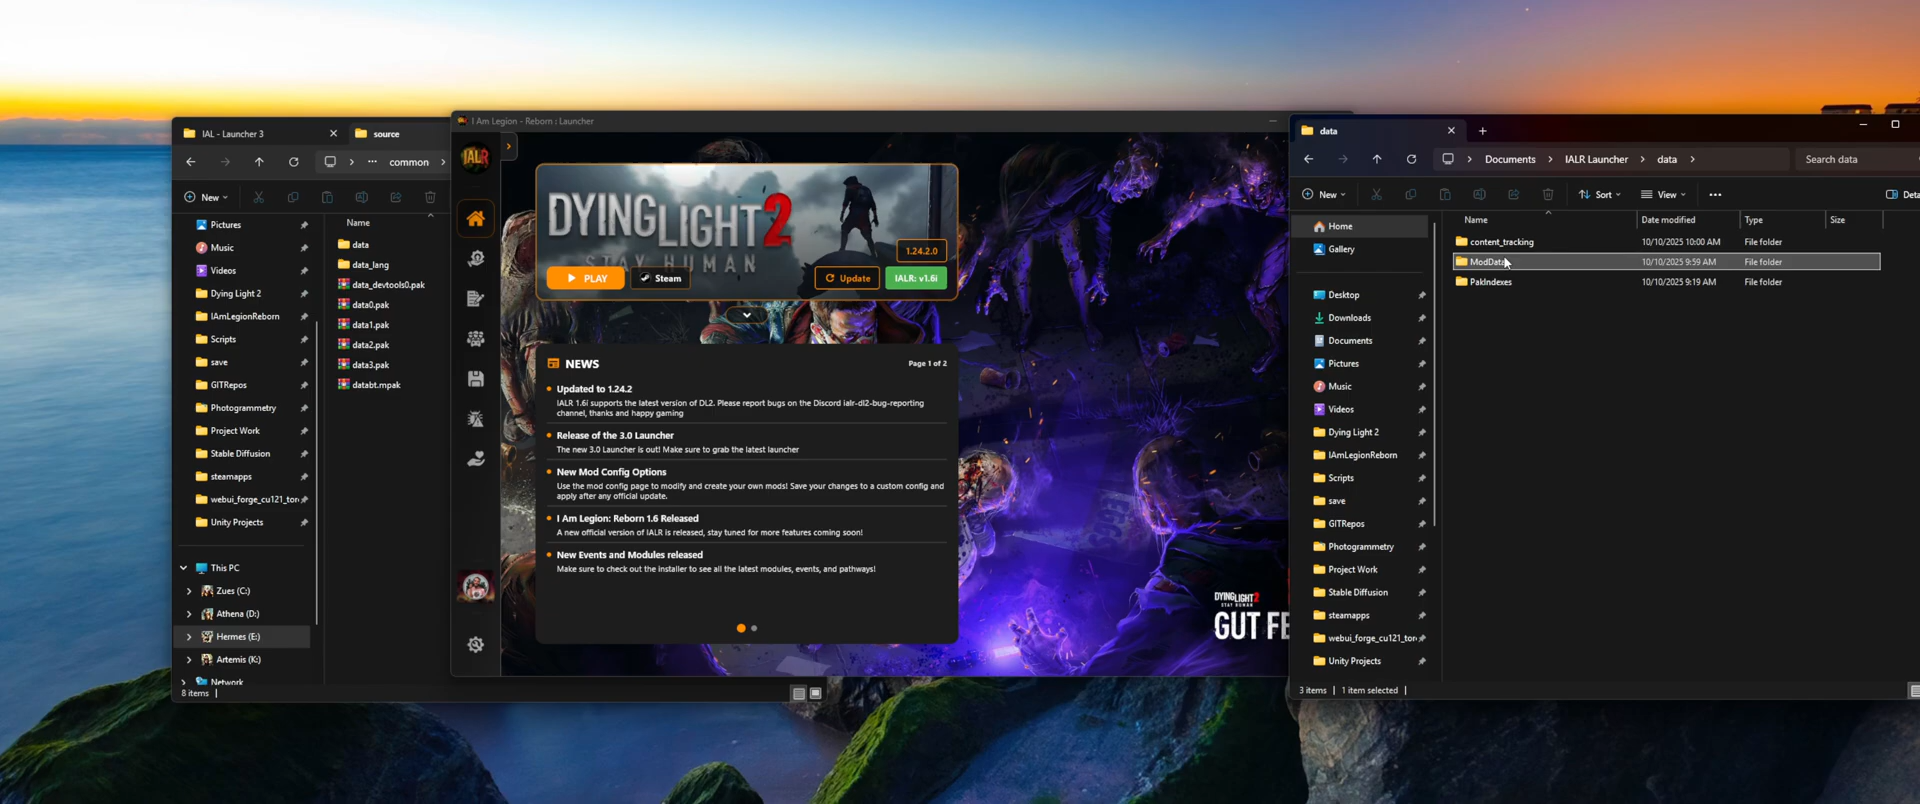 IAL - Launcher 3
source
common
New
Pictures
Music
Videos
Dying Light 2
IAmLegionReborn
Scripts
save
GITRepos
Photogrammetry
Project Work
Stable Diffusion
steamapps
webui_forge_cu121_tor
Unity Projects
This PC
Zues (C:)
Athena (D:)
Hermes (E:)
Artemis (K:)
Network
8 items
Name
data
data_lang
data_devtools0.pak
data0.pak
data1.pak
data2.pak
data3.pak
databt.mpak
I Am Legion - Reborn : Launcher
IALR
DYING LIGHT 2
STAY HUMAN
1.24.2.0
PLAY
Steam
Update
IALR: v1.6i
NEWS
Page 1 of 2
Updated to 1.24.2
IALR 1.6i supports the latest version of DL2. Please report bugs on the Discord ialr-dl2-bug-reporting
channel, thanks and happy gaming
Release of the 3.0 Launcher
The new 3.0 Launcher is out! Make sure to grab the latest launcher
New Mod Config Options
Use the mod config page to modify and create your own mods! Save your changes to a custom config and
apply after any official update.
I Am Legion: Reborn 1.6 Released
A new official version of IALR is released, stay tuned for more features coming soon!
New Events and Modules released
Make sure to check out the installer to see all the latest modules, events, and pathways!
DYING LIGHT 2
STAY HUMAN
GUT FE
data
Documents
IALR Launcher
data
Search data
New
Sort
View
Deta
Home
Gallery
Desktop
Downloads
Documents
Pictures
Music
Videos
Dying Light 2
IAmLegionReborn
Scripts
save
GITRepos
Photogrammetry
Project Work
Stable Diffusion
steamapps
webui_forge_cu121_tor
Unity Projects
3 items
1 item selected
Name Date modified Type Size
content_tracking 10/10/2025 10:00 AM File folder
ModData 10/10/2025 9:59 AM File folder
PakIndexes 10/10/2025 9:19 AM File folder